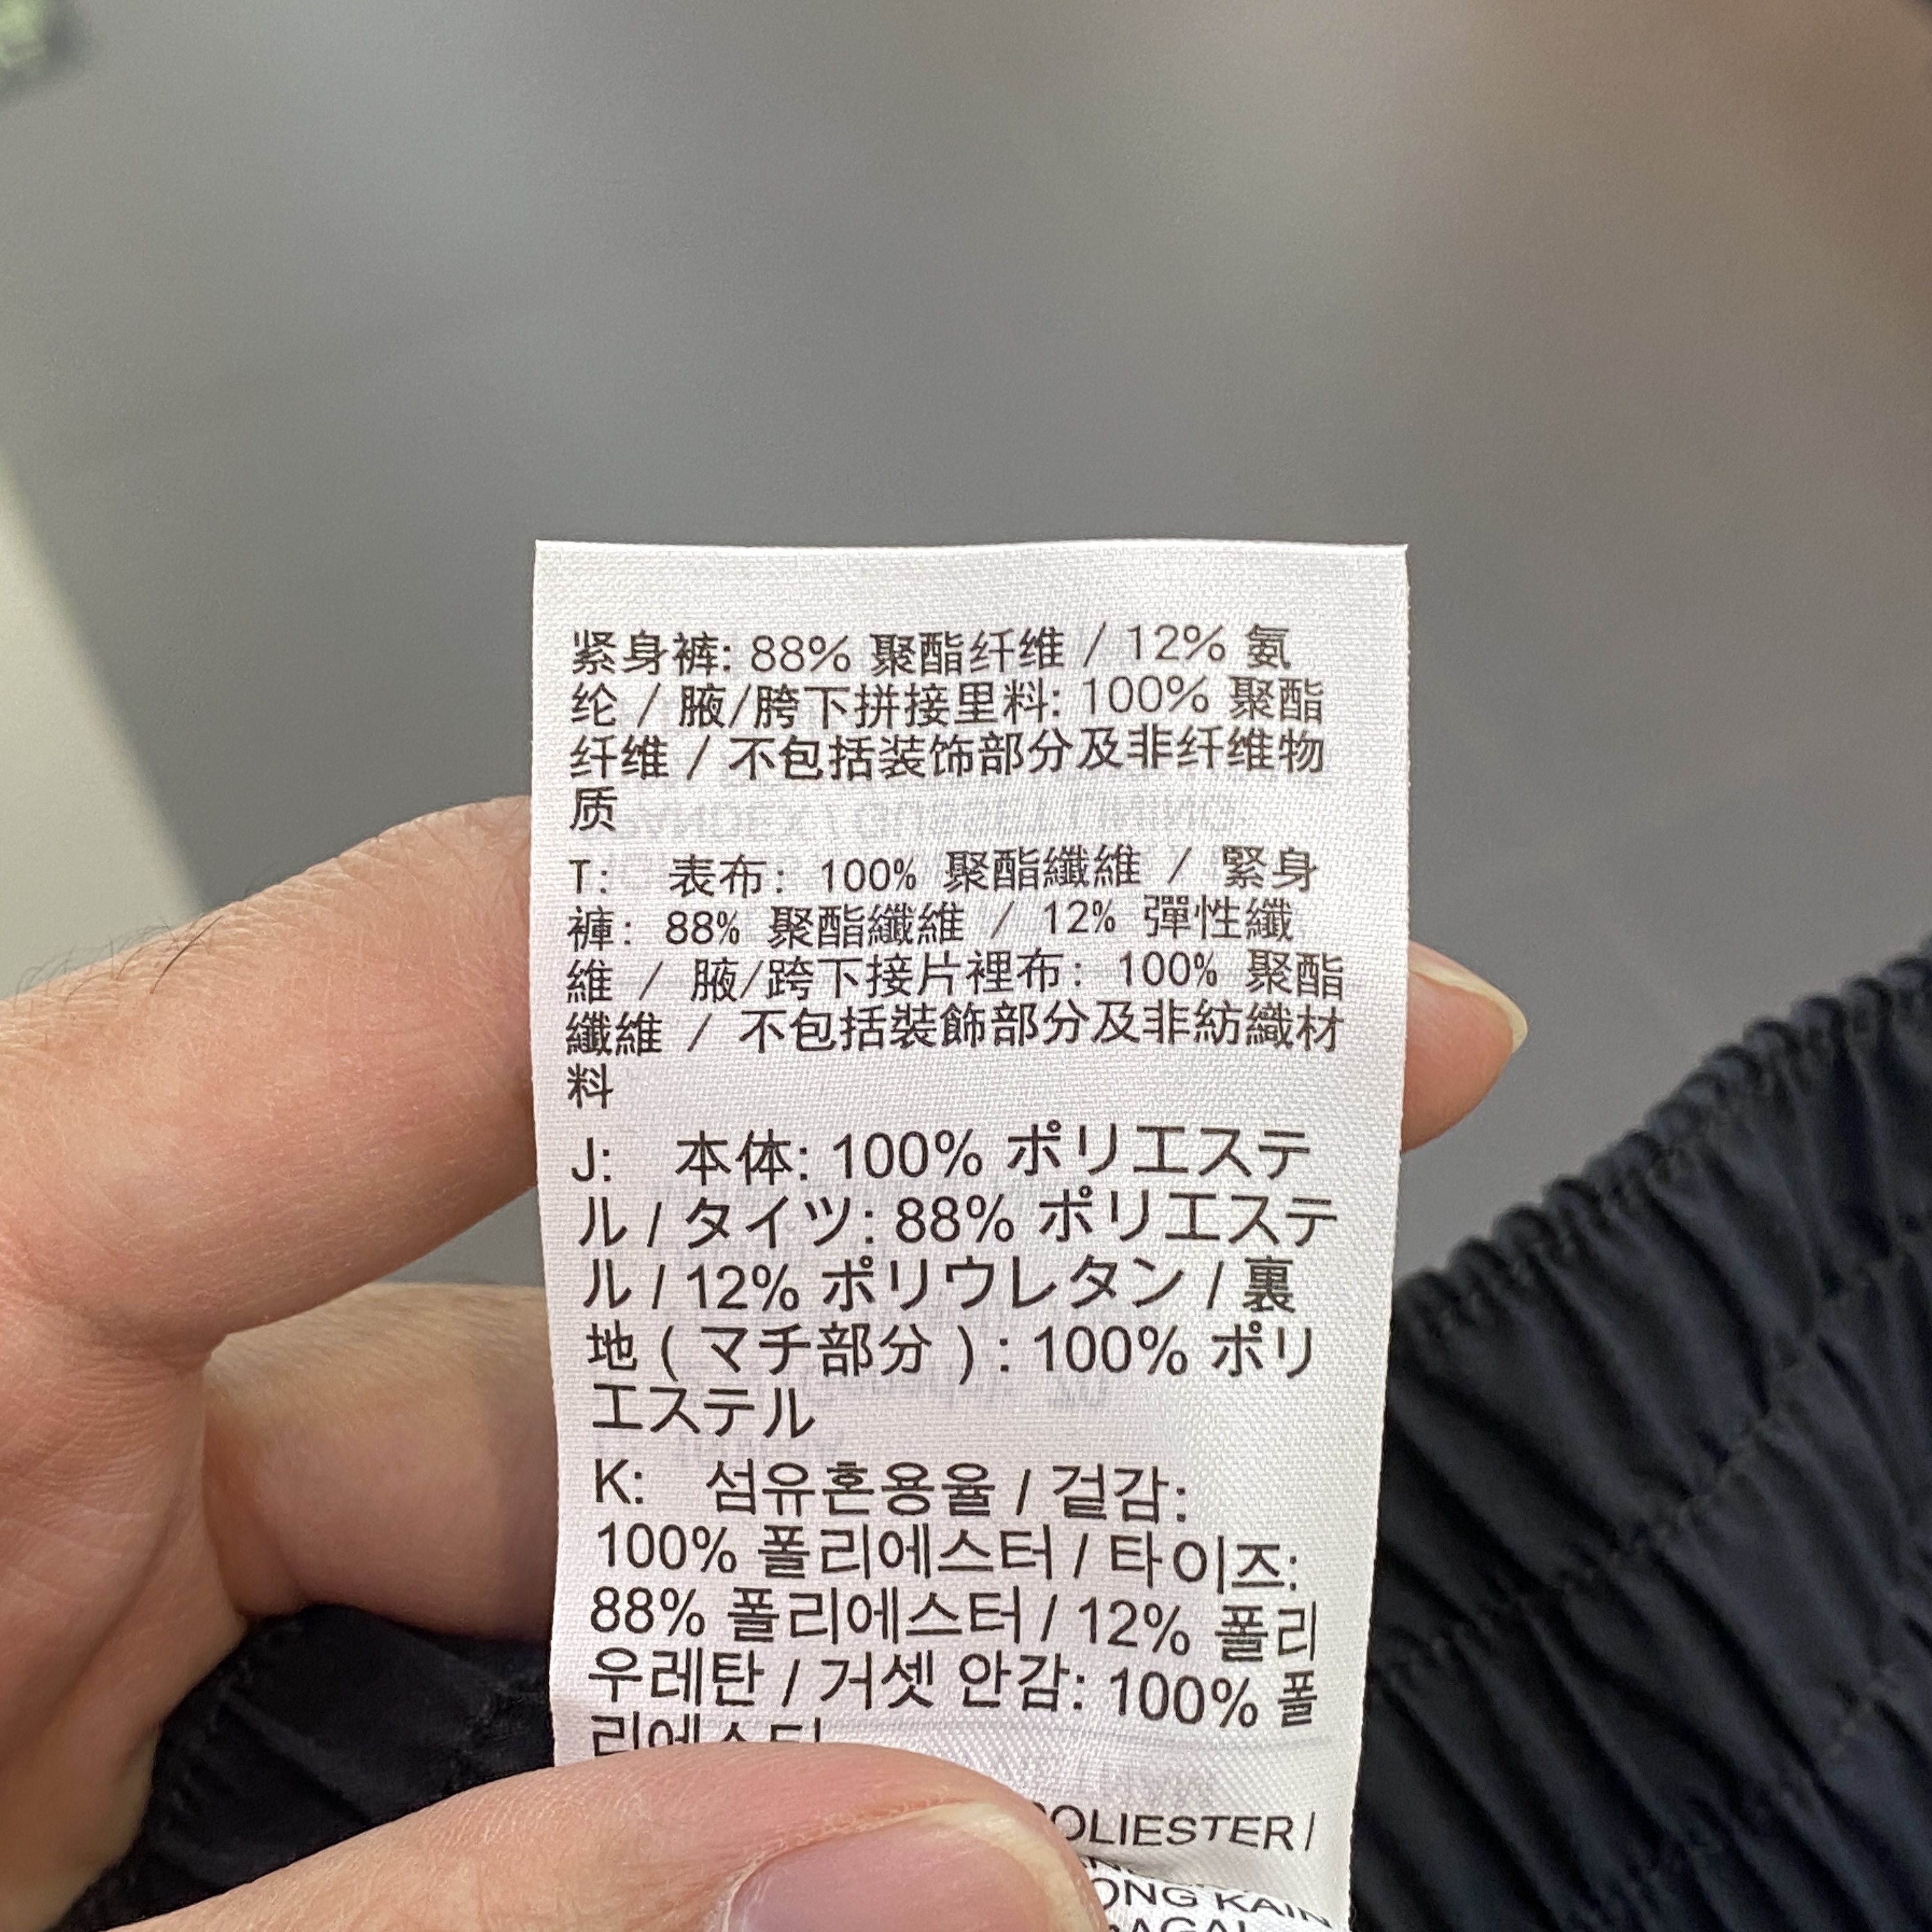 紧身裤: 88% 聚酯纤维 / 12% 氨
纶 / 腋/胯下拼接里料: 100% 聚酯
纤维 / 不包括装饰部分及非纤维物
质
T: 表布: 100% 聚酯纖維 / 緊身
褲: 88% 聚酯纖維 / 12% 彈性纖
維 / 腋/跨下接片裡布: 100% 聚酯
纖維 / 不包括裝飾部分及非紡織材
料
J: 本体: 100% ポリエステ
ル / タイツ: 88% ポリエステ
ル / 12% ポリウレタン / 裏
地 ( マチ部分 ) : 100% ポリ
エステル
K: 섬유혼용율 / 겉감:
100% 폴리에스터 / 타이즈:
88% 폴리에스터 / 12% 폴리
우레탄 / 거셋 안감: 100% 폴
리에스터
OLIESTER /
ONG KAIN